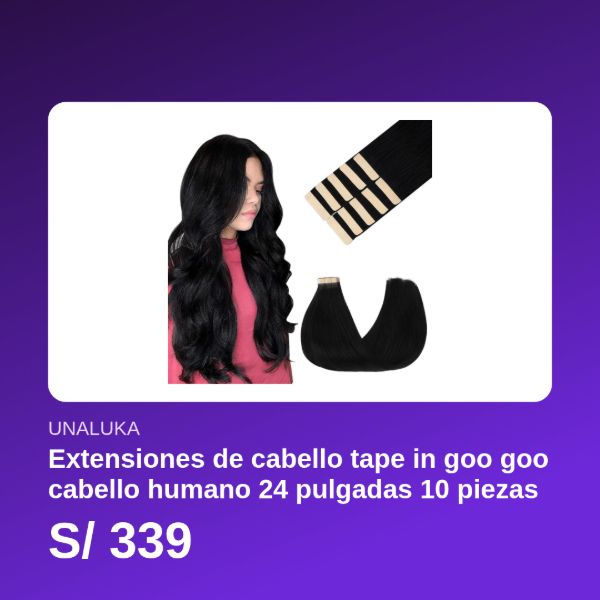 UNALUKA
Extensiones de cabello tape in goo goo
cabello humano 24 pulgadas 10 piezas
S/ 339